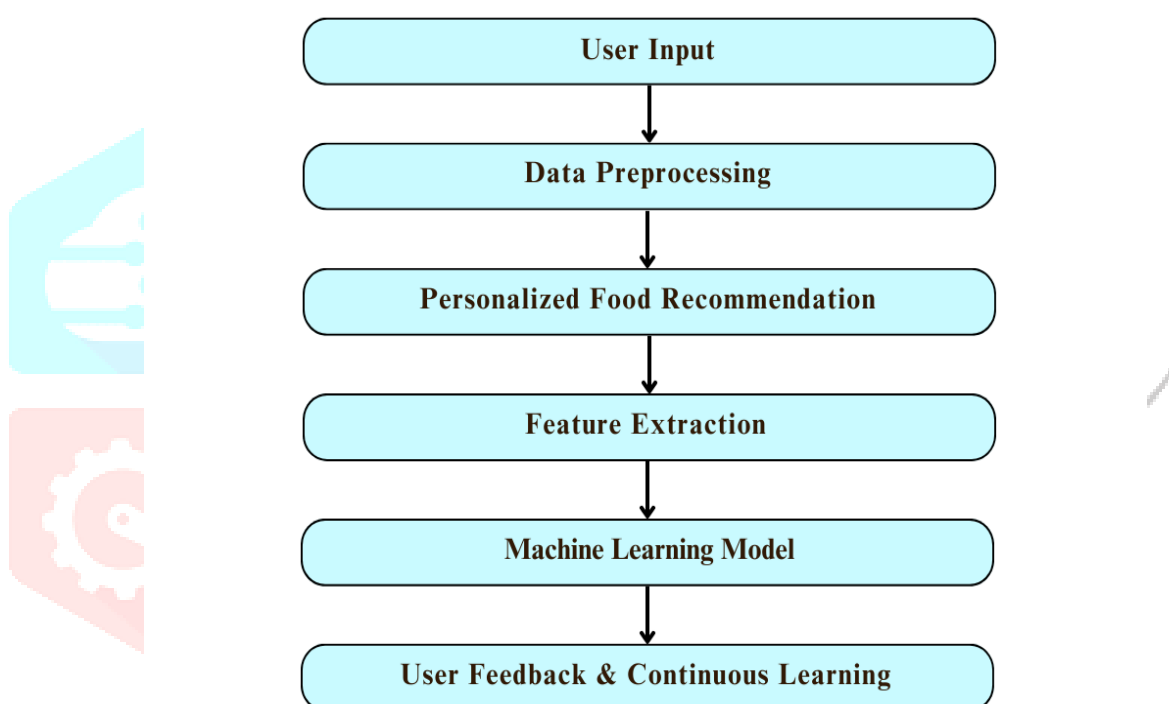 User Input
Data Preprocessing
Personalized Food Recommendation
Feature Extraction
Machine Learning Model
User Feedback & Continuous Learning